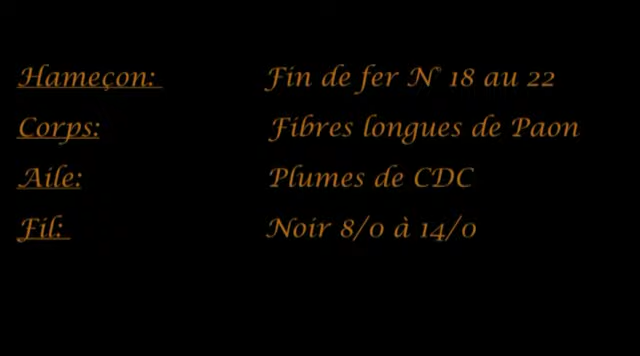 Hameçon: Fin de fer N° 18 au 22
Corps: Fibres longues de Paon
Aile: Plumes de CDC
Fil: Noir 8/0 à 14/0